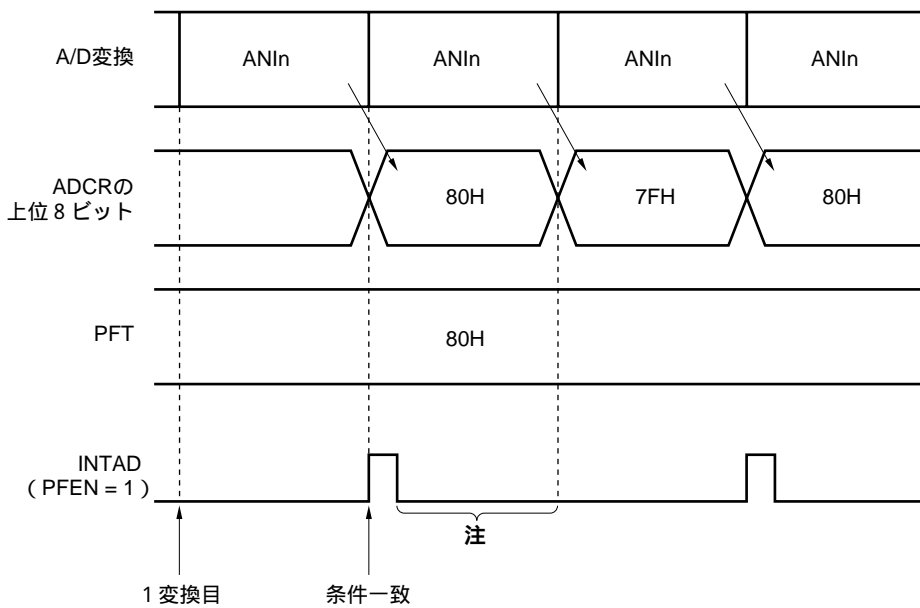 A/D変換
ANIn ANIn ANIn ANIn
ADCRの
上位 8 ビット
80H 7FH 80H
PFT
80H
INTAD
( PFEN = 1 )
注
1 変換目 条件一致